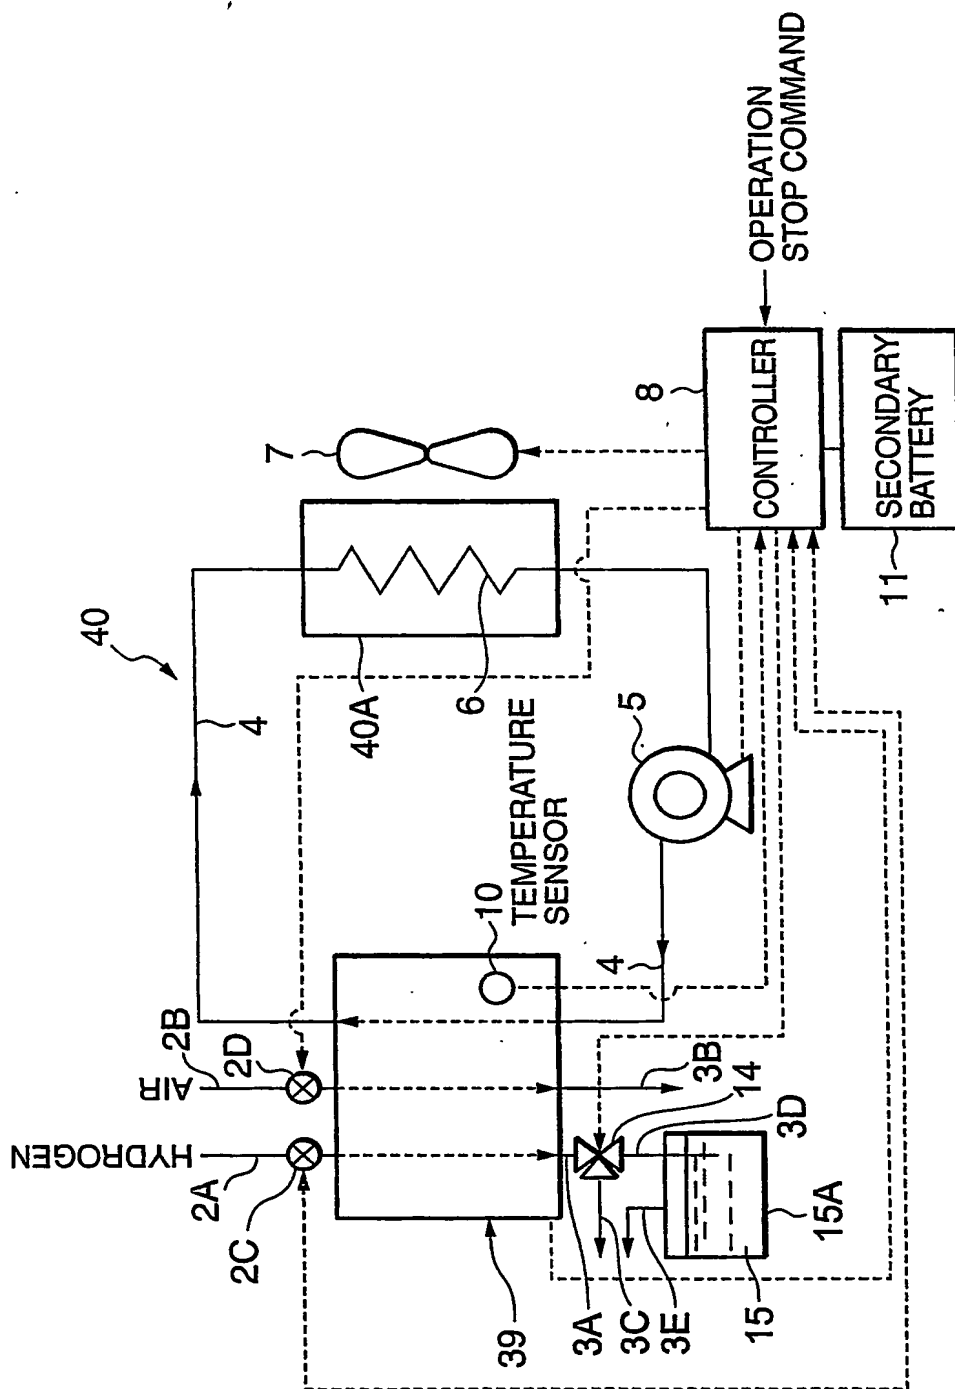 HYDROGEN
AIR
2A
2B
2C
2D
39
10
TEMPERATURE
SENSOR
4
40
40A
6
7
4
5
3A
3B
3C
3D
3E
14
15
15A
8
CONTROLLER
OPERATION
STOP COMMAND
SECONDARY
BATTERY
11